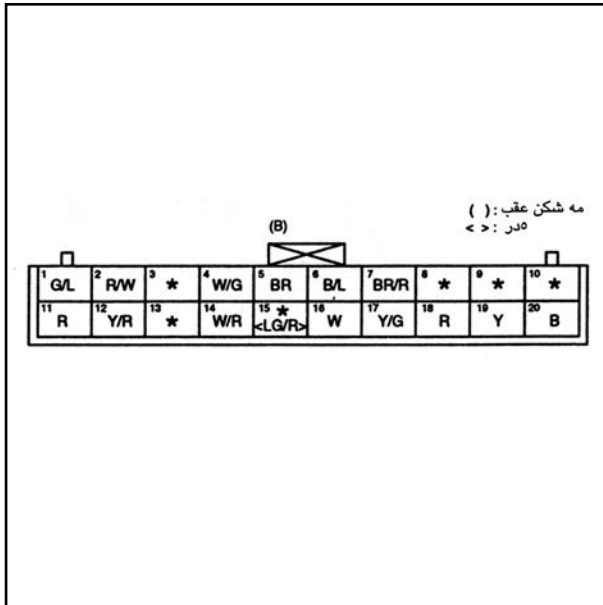 مه شکن عقب : ( )
۵در : < >
(B)
1 G/L 2 R/W 3 * 4 W/G 5 BR 6 B/L 7 BR/R 8 * 9 * 10 *
11 R 12 Y/R 13 * 14 W/R 15 * <LG/R> 16 W 17 Y/G 18 R 19 Y 20 B